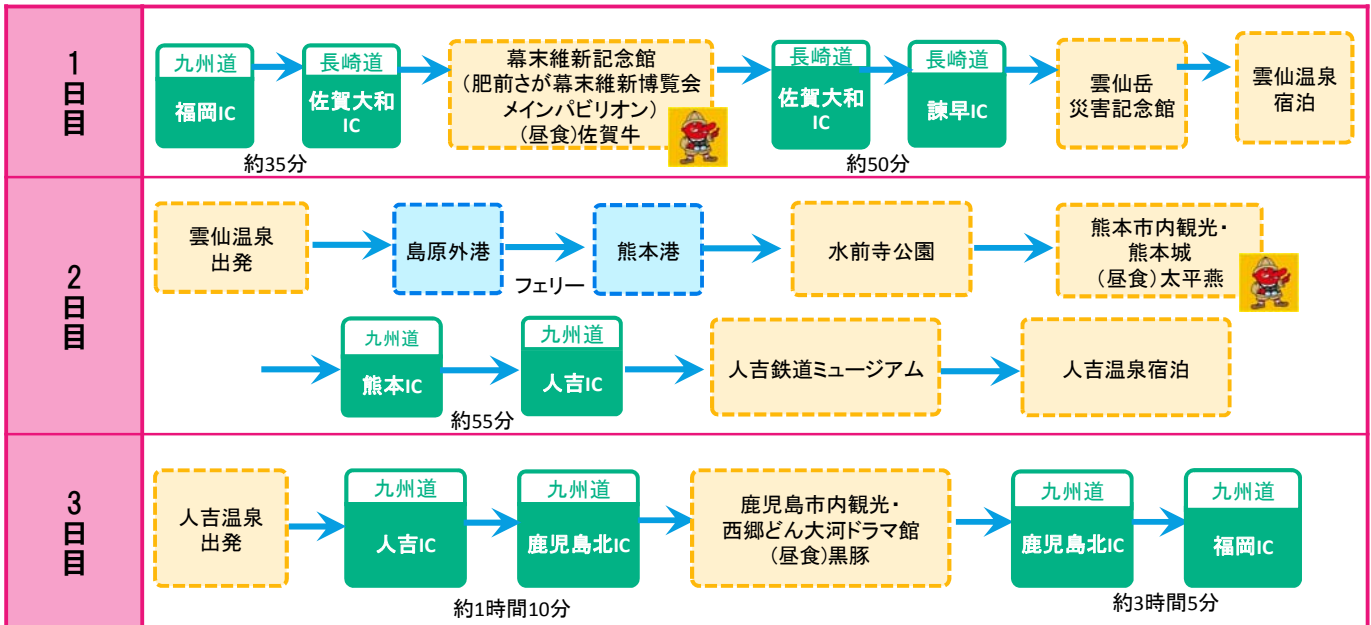 1日目
九州道
福岡IC
長崎道
佐賀大和
IC
約35分
幕末維新記念館
(肥前さが幕末維新博覧会
メインパビリオン)
(昼食)佐賀牛
長崎道
佐賀大和
IC
長崎道
諫早IC
約50分
雲仙岳
災害記念館
雲仙温泉
宿泊
2日目
雲仙温泉
出発
島原外港
フェリー
熊本港
水前寺公園
熊本市内観光・
熊本城
(昼食)太平燕
九州道
熊本IC
九州道
人吉IC
約55分
人吉鉄道ミュージアム
人吉温泉宿泊
3日目
人吉温泉
出発
九州道
人吉IC
九州道
鹿児島北IC
約1時間10分
鹿児島市内観光・
西郷どん大河ドラマ館
(昼食)黒豚
九州道
鹿児島北IC
九州道
福岡IC
約3時間5分